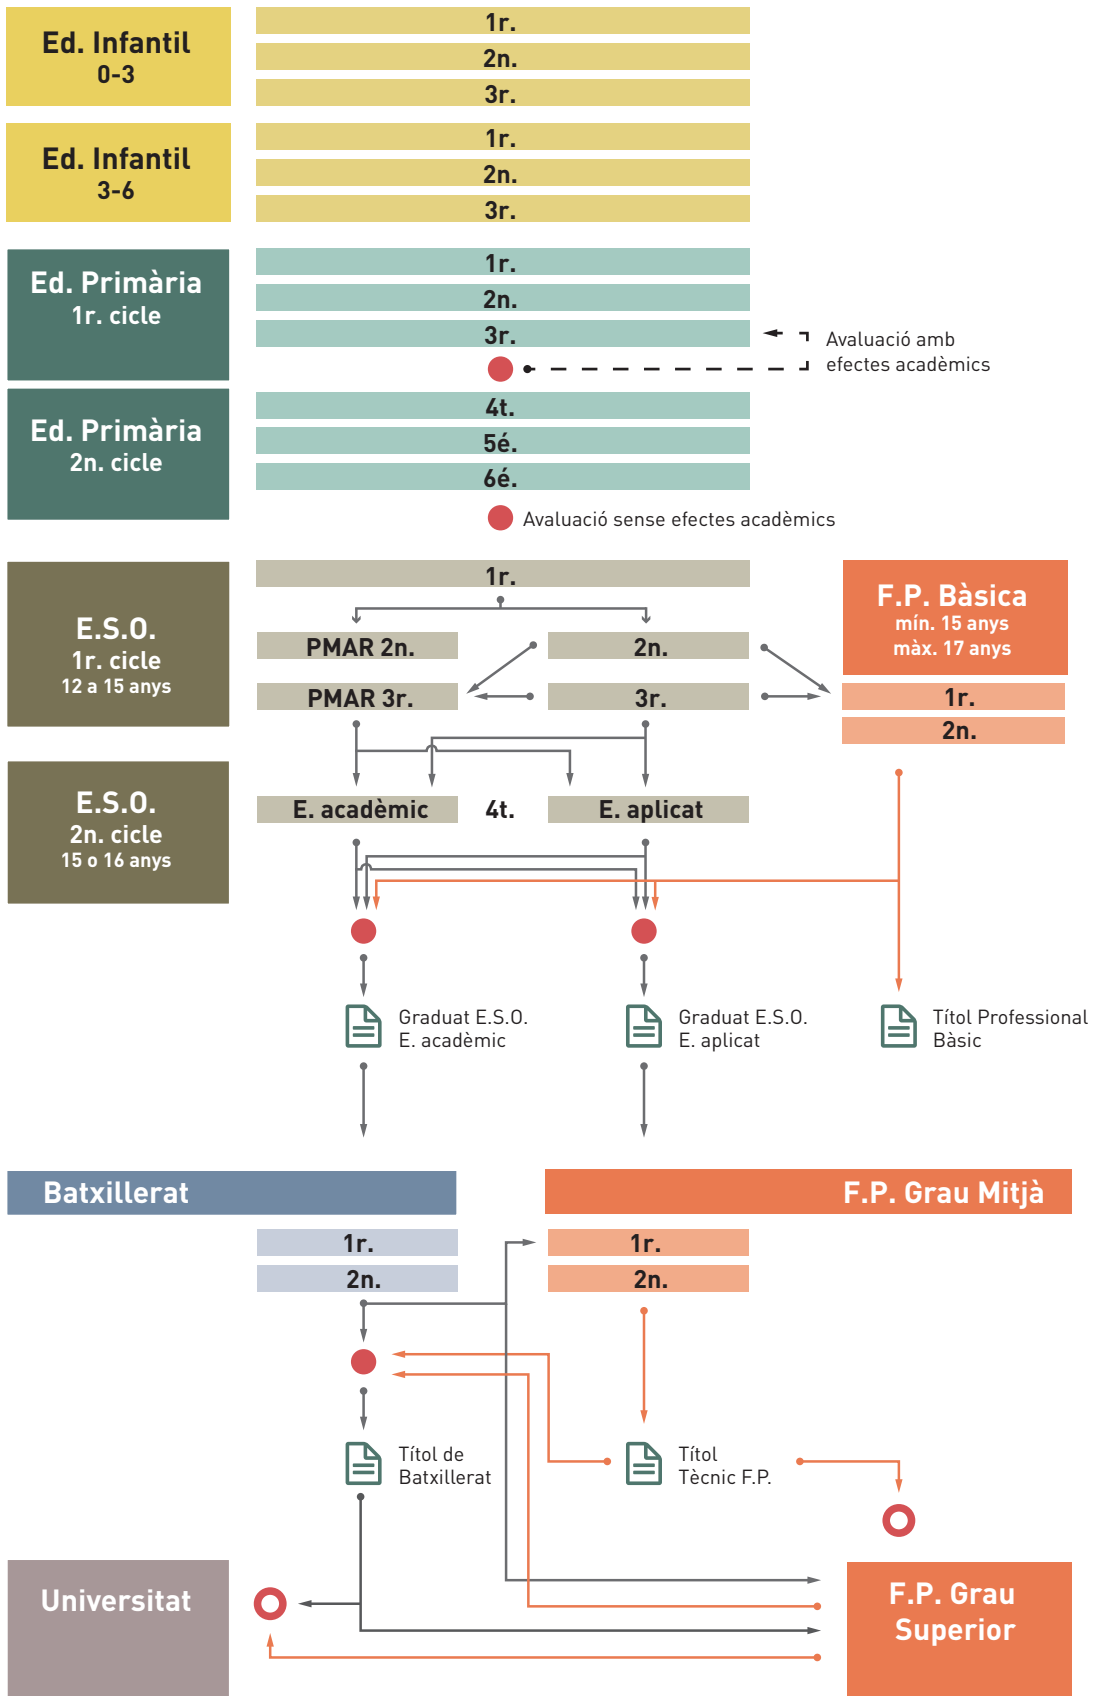 Ed. Infantil
0-3
1r.
2n.
3r.
Ed. Infantil
3-6
1r.
2n.
3r.
Ed. Primària
1r. cicle
1r.
2n.
3r.
Avaluació amb
efectes acadèmics
Ed. Primària
2n. cicle
4t.
5é.
6é.
Avaluació sense efectes acadèmics
E.S.O.
1r. cicle
12 a 15 anys
1r.
PMAR 2n.
2n.
PMAR 3r.
3r.
F.P. Bàsica
mín. 15 anys
màx. 17 anys
1r.
2n.
E.S.O.
2n. cicle
15 o 16 anys
E. acadèmic
4t.
E. aplicat
Graduat E.S.O.
E. acadèmic
Graduat E.S.O.
E. aplicat
Títol Professional
Bàsic
Batxillerat
F.P. Grau Mitjà
1r.
2n.
1r.
2n.
Títol de
Batxillerat
Títol
Tècnic F.P.
Universitat
F.P. Grau
Superior